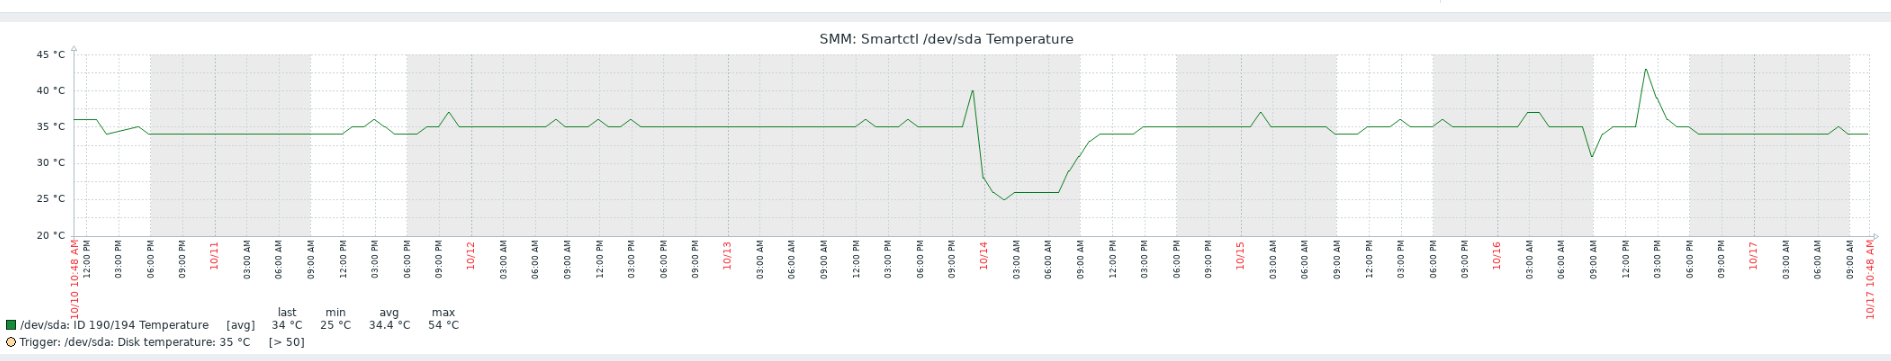 SMM: Smartctl /dev/sda Temperature
45 °C
40 °C
35 °C
30 °C
25 °C
20 °C
10/10 10:48 AM
12:00 PM
03:00 PM
06:00 PM
09:00 PM
10/11
03:00 AM
06:00 AM
09:00 AM
12:00 PM
03:00 PM
06:00 PM
09:00 PM
10/12
03:00 AM
06:00 AM
09:00 AM
12:00 PM
03:00 PM
06:00 PM
09:00 PM
10/13
03:00 AM
06:00 AM
09:00 AM
12:00 PM
03:00 PM
06:00 PM
09:00 PM
10/14
03:00 AM
06:00 AM
09:00 AM
12:00 PM
03:00 PM
06:00 PM
09:00 PM
10/15
03:00 AM
06:00 AM
09:00 AM
12:00 PM
03:00 PM
06:00 PM
09:00 PM
10/16
03:00 AM
06:00 AM
09:00 AM
12:00 PM
03:00 PM
06:00 PM
09:00 PM
10/17
03:00 AM
06:00 AM
09:00 AM
10/17 10:48 AM
last min avg max
/dev/sda: ID 190/194 Temperature [avg] 34 °C 25 °C 34.4 °C 54 °C
Trigger: /dev/sda: Disk temperature: 35 °C [> 50]